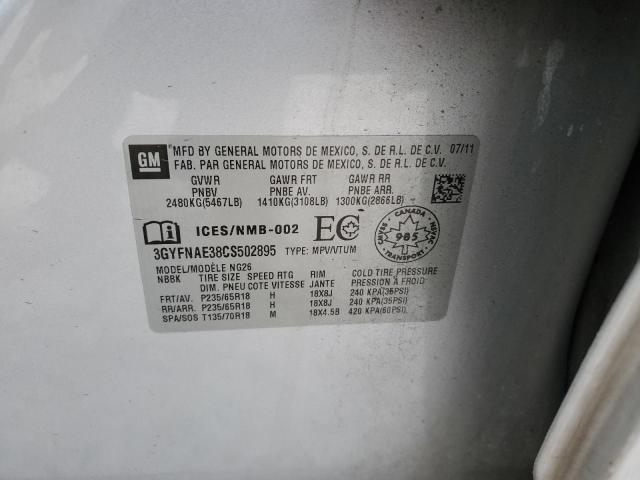 GM
MFD BY GENERAL MOTORS DE MEXICO, S. DE R.L. DE C.V. 07/11
FAB. PAR GENERAL MOTORS DE MEXICO, S. DE R.L. DE C.V.
GVWR GAWR FRT GAWR RR
PNBV PNBE AV. PNBE ARR.
2480KG(5467LB) 1410KG(3108LB) 1300KG(2866LB)
ICES/NMB-002 EC
CANADA
985
CMVSS NSVAC
3GYFNAE38CS502895 TYPE: MPV/VTUM
MODEL/MODÈLE NG26
NBBK TIRE SIZE SPEED RTG RIM COLD TIRE PRESSURE
DIM. PNEU COTE VITESSE JANTE PRESSION A FROID
FRT/AV. P235/65R18 H 18X8J 240 KPA(35PSI)
RR/ARR. P235/65R18 H 18X8J 240 KPA(35PSI)
SPA/SOS T135/70R18 M 18X4.5B 420 KPA(60PSI)